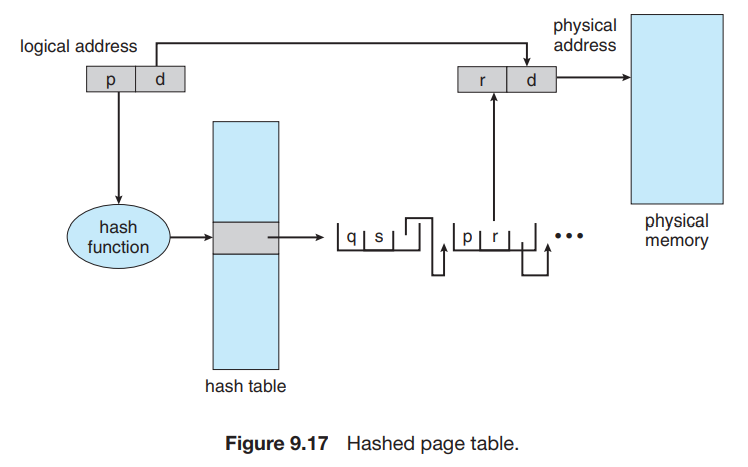 logical address
physical
address
p d
r d
hash
function
q s
p r
•••
physical
memory
hash table
Figure 9.17 Hashed page table.